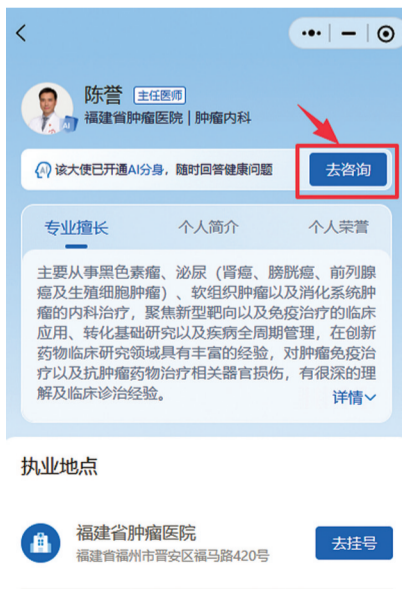 陈誉 主任医师
福建省肿瘤医院 | 肿瘤内科
AI
AI 该大使已开通AI分身，随时回答健康问题 去咨询
专业擅长 个人简介 个人荣誉
主要从事黑色素瘤、泌尿（肾癌、膀胱癌、前列腺
癌及生殖细胞肿瘤）、软组织肿瘤以及消化系统肿
瘤的内科治疗，聚焦新型靶向以及免疫治疗的临床
应用、转化基础研究以及疾病全周期管理，在创新
药物临床研究领域具有丰富的经验，对肿瘤免疫治
疗以及抗肿瘤药物治疗相关器官损伤，有很深的理
解及临床诊治经验。 详情
执业地点
福建省肿瘤医院
福建省福州市晋安区福马路420号
去挂号